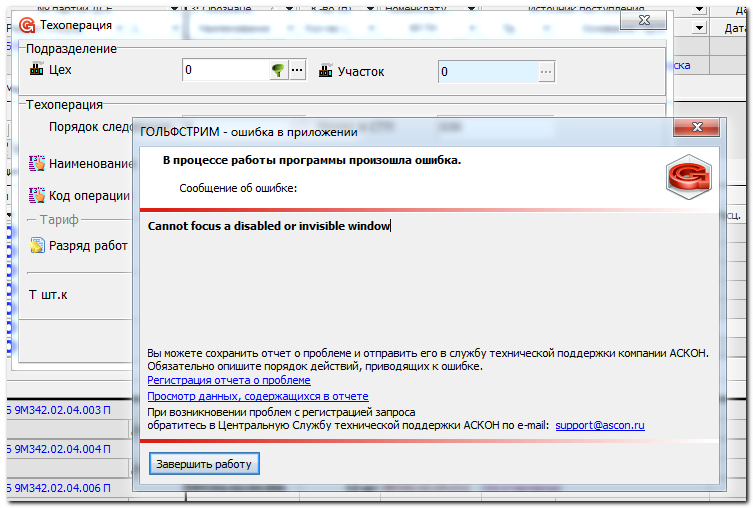 Техоперация
Подразделение
Цех
0
Участок
0
Техоперация
Порядок следо
Наименование
Код операции
Тариф
Разряд работ
Т шт.к
ГОЛЬФСТРИМ - ошибка в приложении
В процессе работы программы произошла ошибка.
Сообщение об ошибке:
Cannot focus a disabled or invisible window
Вы можете сохранить отчет о проблеме и отправить его в службу технической поддержки компании АСКОН.
Обязательно опишите порядок действий, приводящих к ошибке.
Регистрация отчета о проблеме
Просмотр данных, содержащихся в отчете
При возникновении проблем с регистрацией запроса
обратитесь в Центральную Службу технической поддержки АСКОН по e-mail: support@ascon.ru
Завершить работу
Б 9М342.02.04.003 П
Б 9М342.02.04.004 П
Б 9М342.02.04.006 П